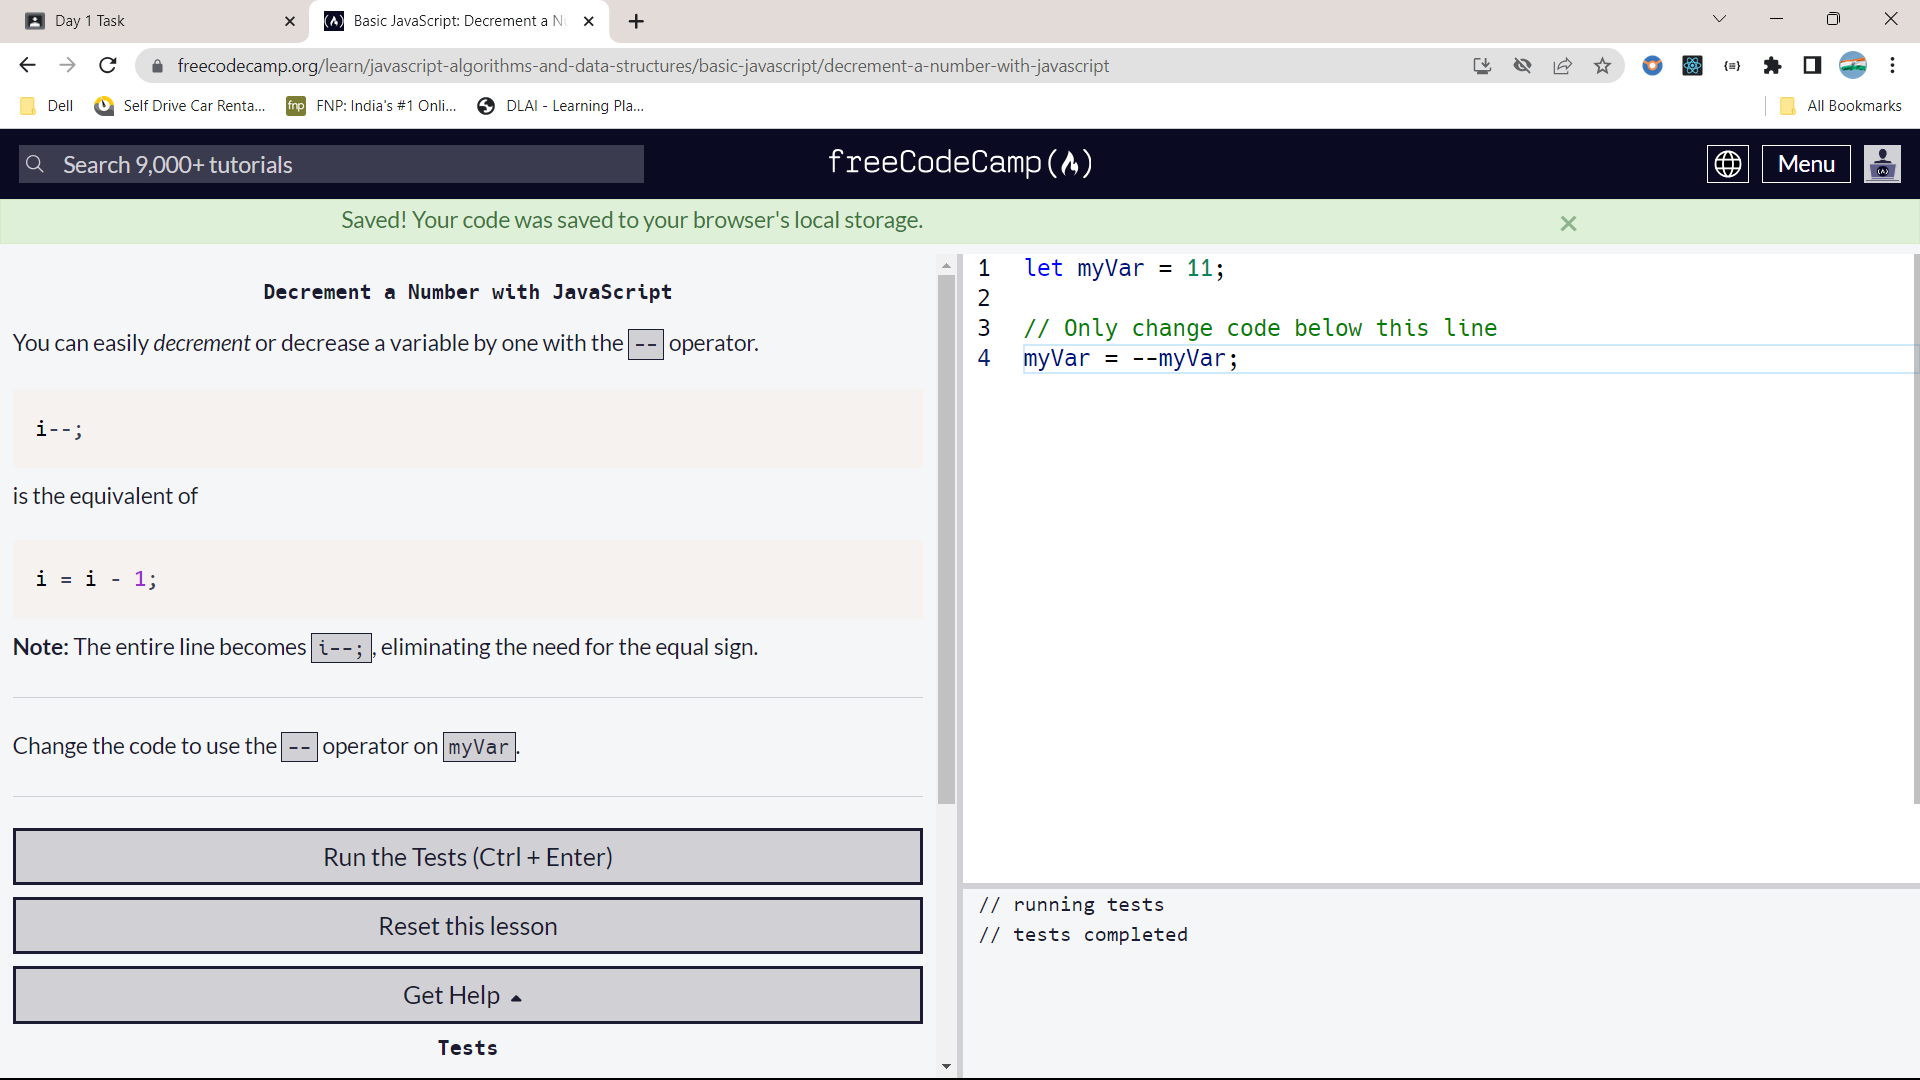 Day 1 Task
Basic JavaScript: Decrement a N
freecodecamp.org/learn/javascript-algorithms-and-data-structures/basic-javascript/decrement-a-number-with-javascript
Dell
Self Drive Car Renta...
fnp FNP: India's #1 Onli...
DLAI - Learning Pla...
All Bookmarks
Search 9,000+ tutorials
freeCodeCamp(🔥)
Menu
Saved! Your code was saved to your browser's local storage.
Decrement a Number with JavaScript
You can easily decrement or decrease a variable by one with the -- operator.
i--;
is the equivalent of
i = i - 1;
Note: The entire line becomes i--;, eliminating the need for the equal sign.
Change the code to use the -- operator on myVar.
Run the Tests (Ctrl + Enter)
Reset this lesson
Get Help
Tests
1 let myVar = 11;
2
3 // Only change code below this line
4 myVar = --myVar;
// running tests
// tests completed